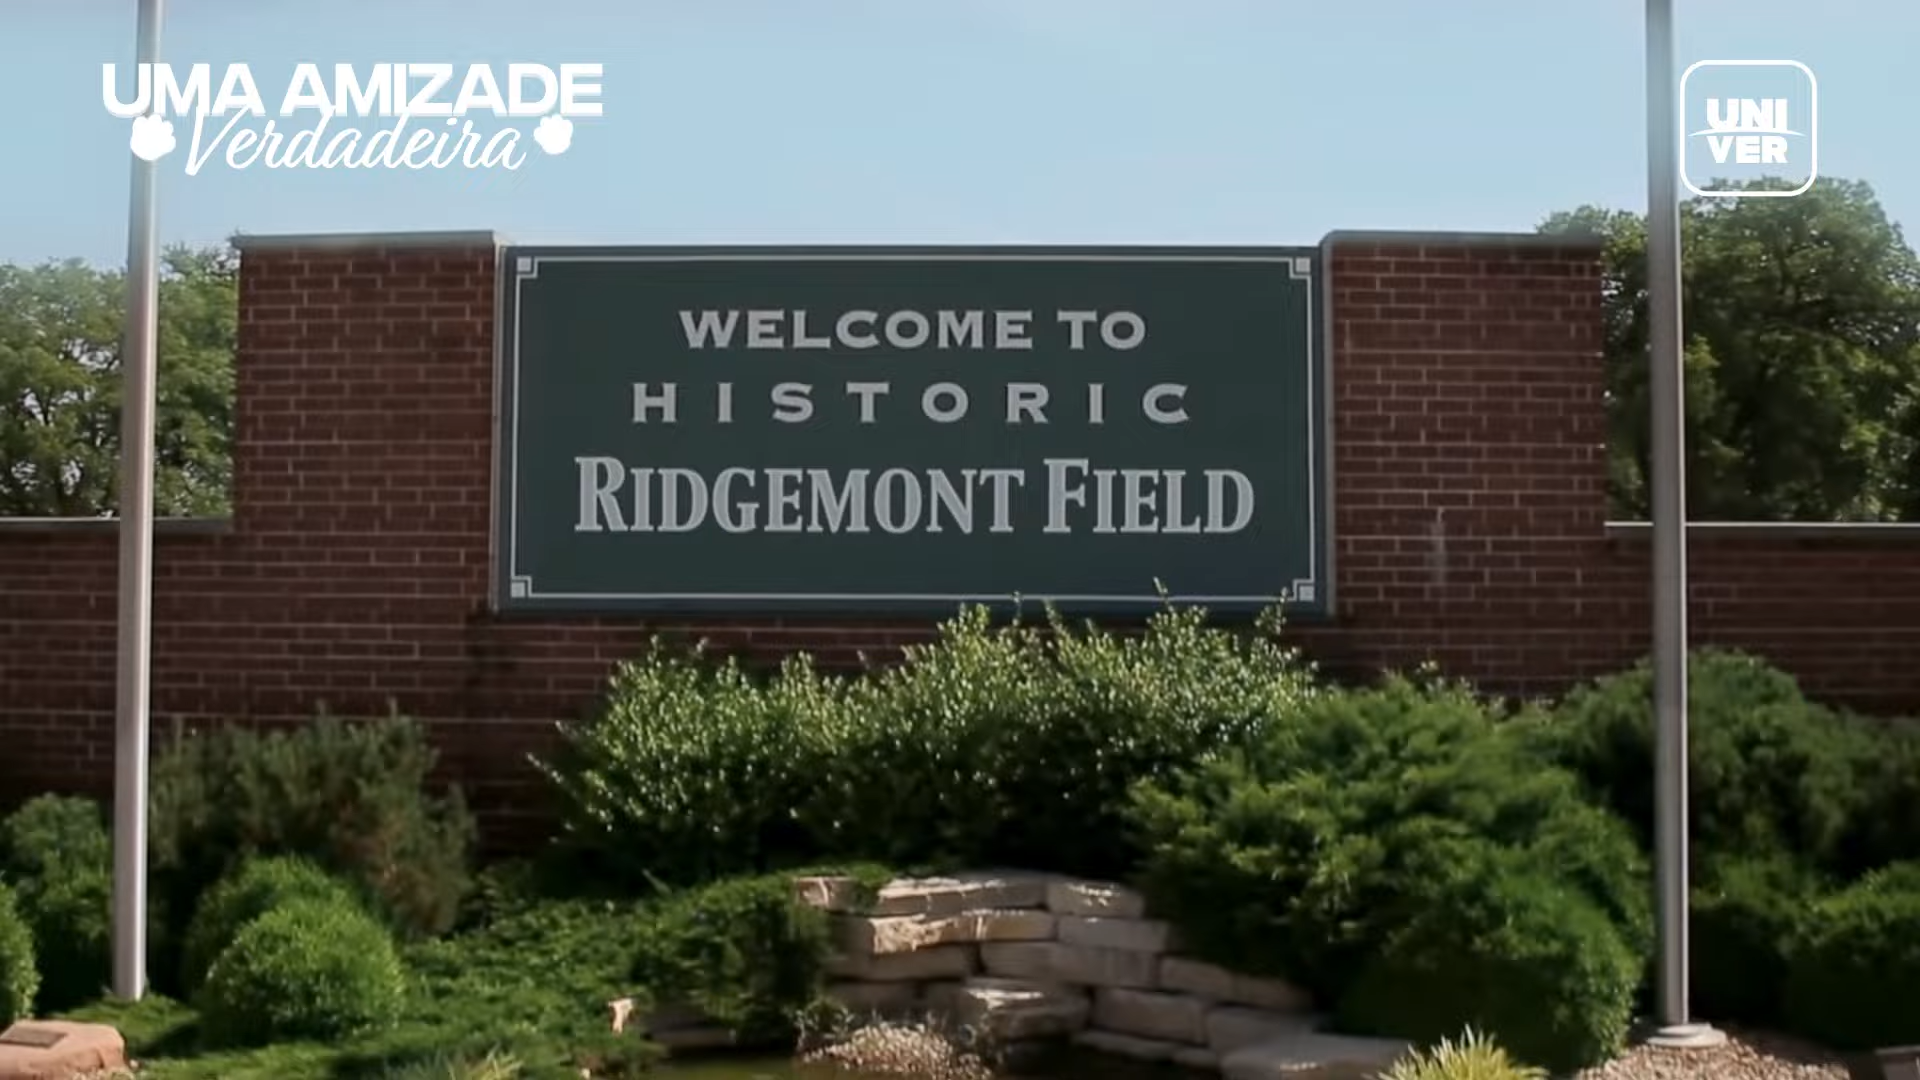 UMA AMIZADE
Verdadeira
UNI
VER
WELCOME TO
HISTORIC
RIDGEMONT FIELD